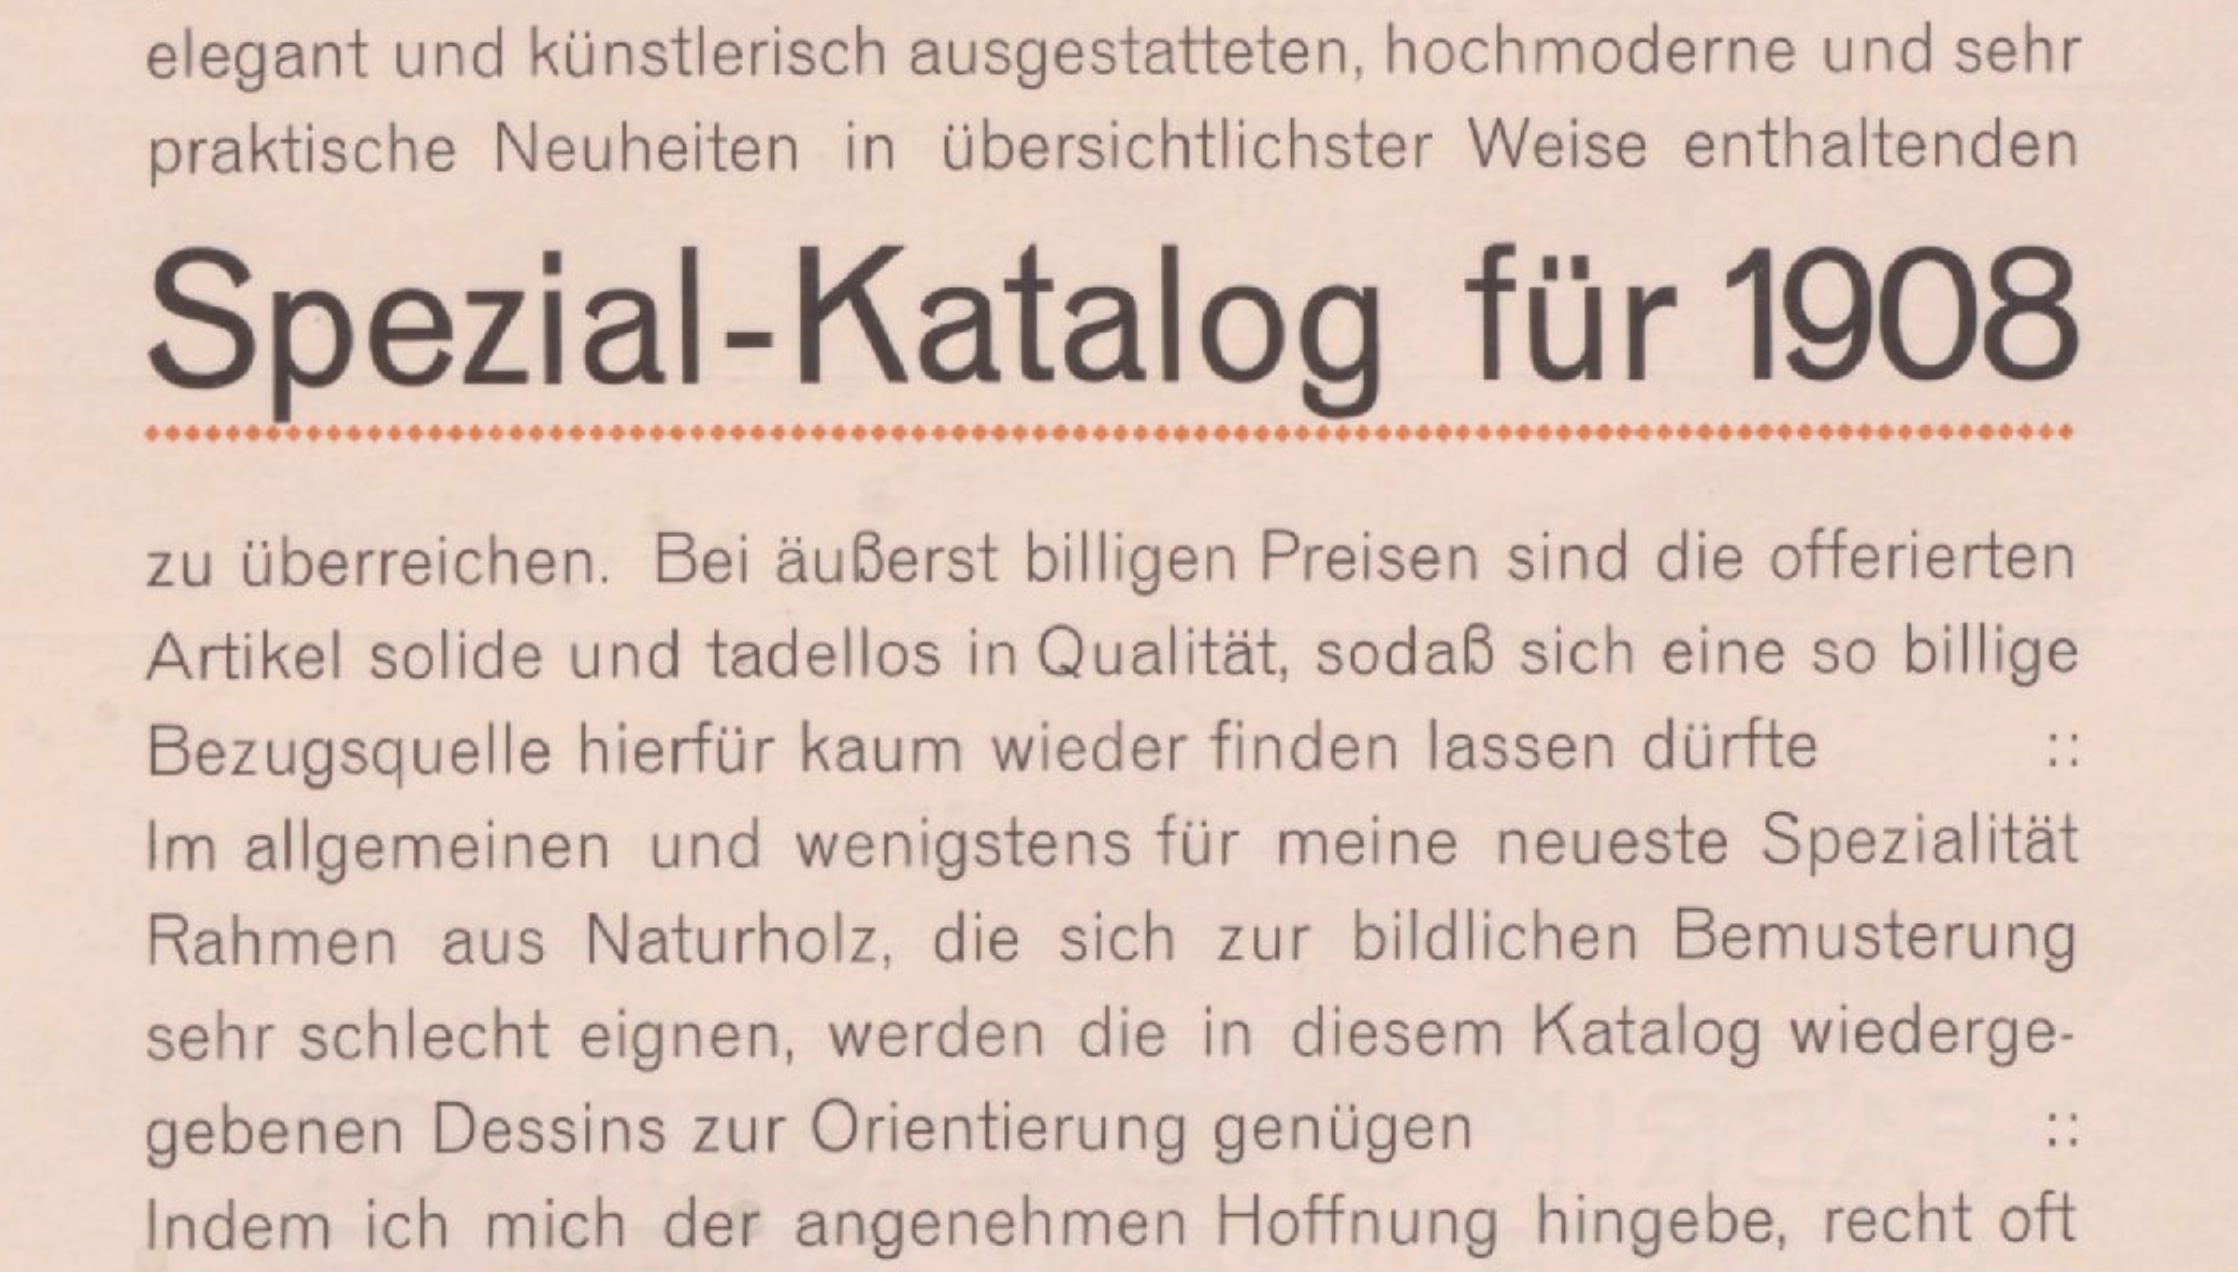 elegant und künstlerisch ausgestatteten, hochmoderne und sehr
praktische Neuheiten in übersichtlichster Weise enthaltenden
Spezial-Katalog für 1908
zu überreichen. Bei äußerst billigen Preisen sind die offerierten
Artikel solide und tadellos in Qualität, sodaß sich eine so billige
Bezugsquelle hierfür kaum wieder finden lassen dürfte ::
Im allgemeinen und wenigstens für meine neueste Spezialität
Rahmen aus Naturholz, die sich zur bildlichen Bemusterung
sehr schlecht eignen, werden die in diesem Katalog wiederge-
gebenen Dessins zur Orientierung genügen ::
Indem ich mich der angenehmen Hoffnung hingebe, recht oft